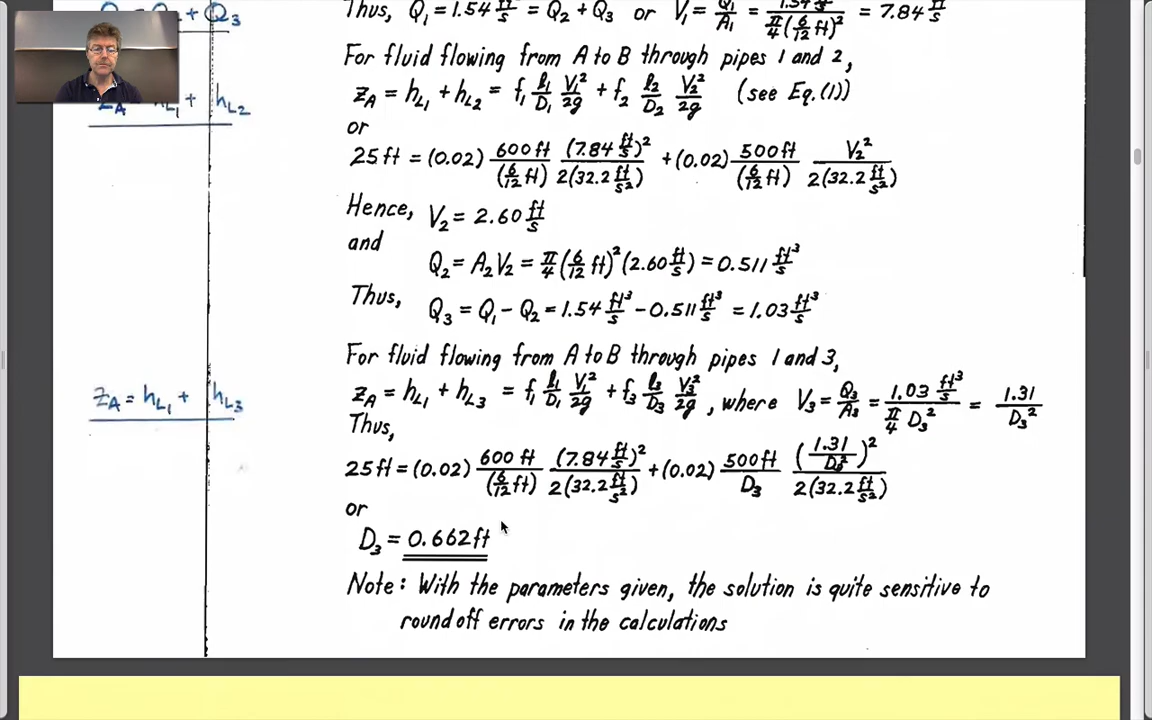 Q₃
Thus, Q₁ = 1.54 ft³/s = Q₂ + Q₃ or V₁ = Q₁/A₁ = 1.54 ft³/s / (π/4 (6/12 ft)²) = 7.84 ft/s
For fluid flowing from A to B through pipes 1 and 2,
z_A = h_L₁ + h_L₂ = f₁ ℓ₁/D₁ V₁²/2g + f₂ ℓ₂/D₂ V₂²/2g (see Eq.(1))
z_A h_L₁ + h_L₂
or
25 ft = (0.02) 600 ft/(6/12 ft) (7.84 ft/s)²/2(32.2 ft/s²) + (0.02) 500 ft/(6/12 ft) V₂²/2(32.2 ft/s²)
Hence, V₂ = 2.60 ft/s
and
Q₂ = A₂V₂ = π/4 (6/12 ft)² (2.60 ft/s) = 0.511 ft³/s
Thus,
Q₃ = Q₁ - Q₂ = 1.54 ft³/s - 0.511 ft³/s = 1.03 ft³/s
For fluid flowing from A to B through pipes 1 and 3,
z_A = h_L₁ + h_L₃
z_A = h_L₁ + h_L₃ = f₁ ℓ₁/D₁ V₁²/2g + f₃ ℓ₃/D₃ V₃²/2g , where V₃ = Q₃/A₃ = 1.03 ft³/s / (π/4 D₃²) = 1.31/D₃²
Thus,
25 ft = (0.02) 600 ft/(6/12 ft) (7.84 ft/s)²/2(32.2 ft/s²) + (0.02) 500 ft/D₃ (1.31/D₃²)²/2(32.2 ft/s²)
or
D₃ = 0.662 ft
Note: With the parameters given, the solution is quite sensitive to
roundoff errors in the calculations